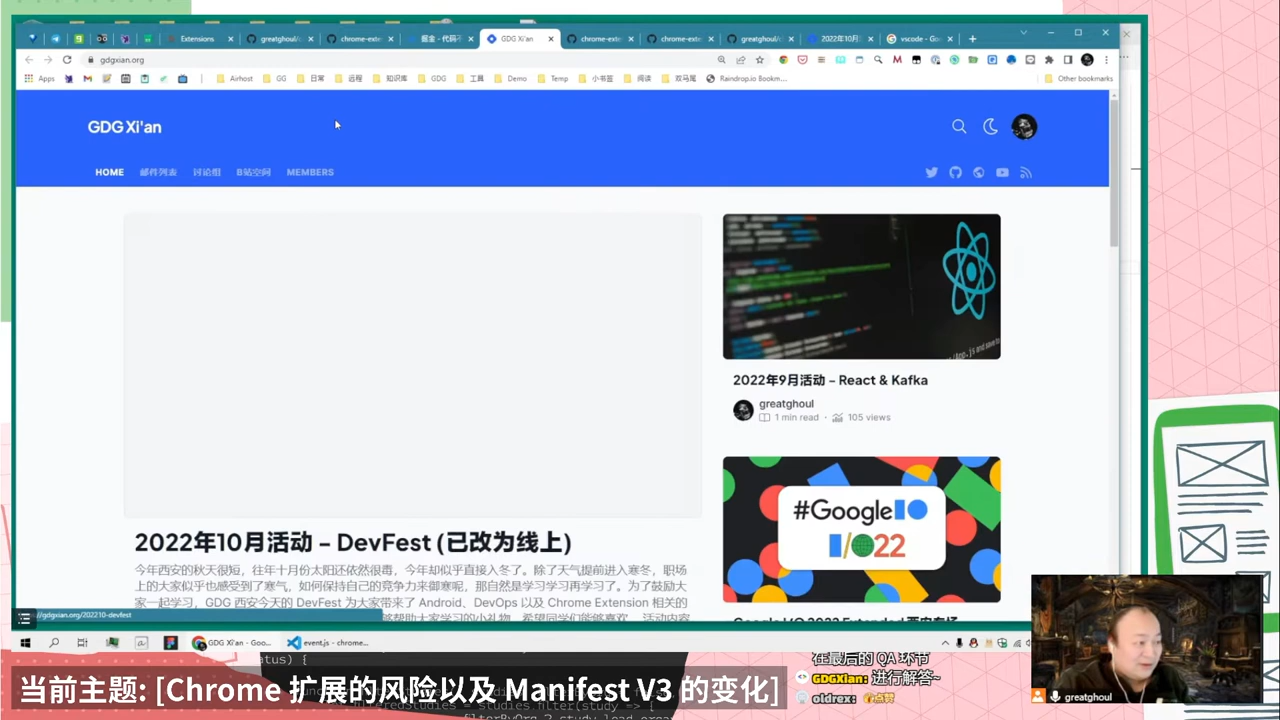 Extensions
greatghoul/
chrome-exte
掘金 - 代码不
GDG Xi'an
chrome-exte
chrome-exte
greatghoul/
2022年10月
vscode - Go
gdgxian.org
Apps
Airhost
GG
日常
远程
知识库
GDG
工具
Demo
Temp
小书签
阅读
双马尾
Raindrop.io Bookm...
Other bookmarks
GDG Xi'an
HOME
邮件列表
讨论组
B站空间
MEMBERS
2022年9月活动 – React & Kafka
greatghoul
1 min read · 105 views
#Google I/O
I/O 22
2022年10月活动 – DevFest (已改为线上)
今年西安的秋天很短，往年十月份太阳还依然很毒，今年却似乎直接入冬了。除了天气提前进入寒冬，职场
上的大家似乎也感受到了寒气，如何保持自己的竞争力来御寒呢，那自然是学习学习再学习了。为了鼓励大
家一起学习，GDG 西安今天的 DevFest 为大家带来了 Android、DevOps 以及 Chrome Extension 相关的
//gdgxian.org/202210-devfest
GDG Xi'an - Goo...
event.js - chrome...
atus) {
当前主题: [Chrome 扩展的风险以及 Manifest V3 的变化]
在最后的 QA 环节
GDGXian: 进行解答~
oldrex: 👍点赞
greatghoul